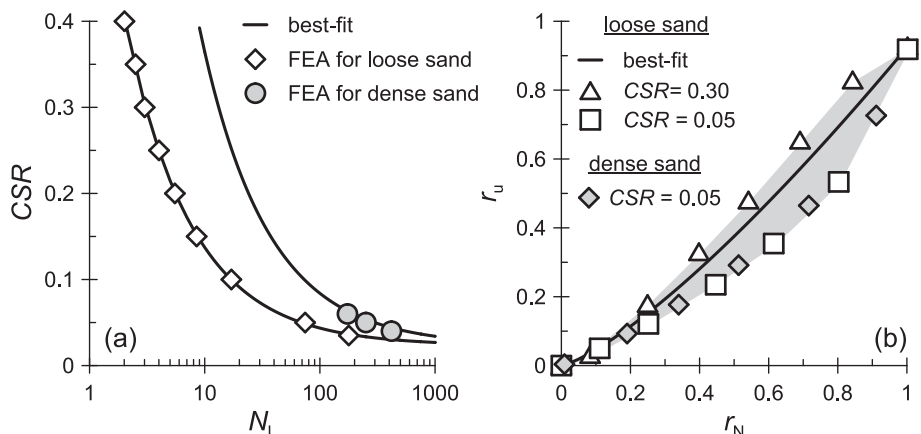 0.4
0.3
0.2
0.1
0
CSR
1
10
100
1000
N_L
best-fit
FEA for loose sand
FEA for dense sand
(a)
1
0.8
0.6
0.4
0.2
0
r_u
0
0.2
0.4
0.6
0.8
1
r_N
loose sand
best-fit
CSR= 0.30
CSR = 0.05
dense sand
CSR = 0.05
(b)